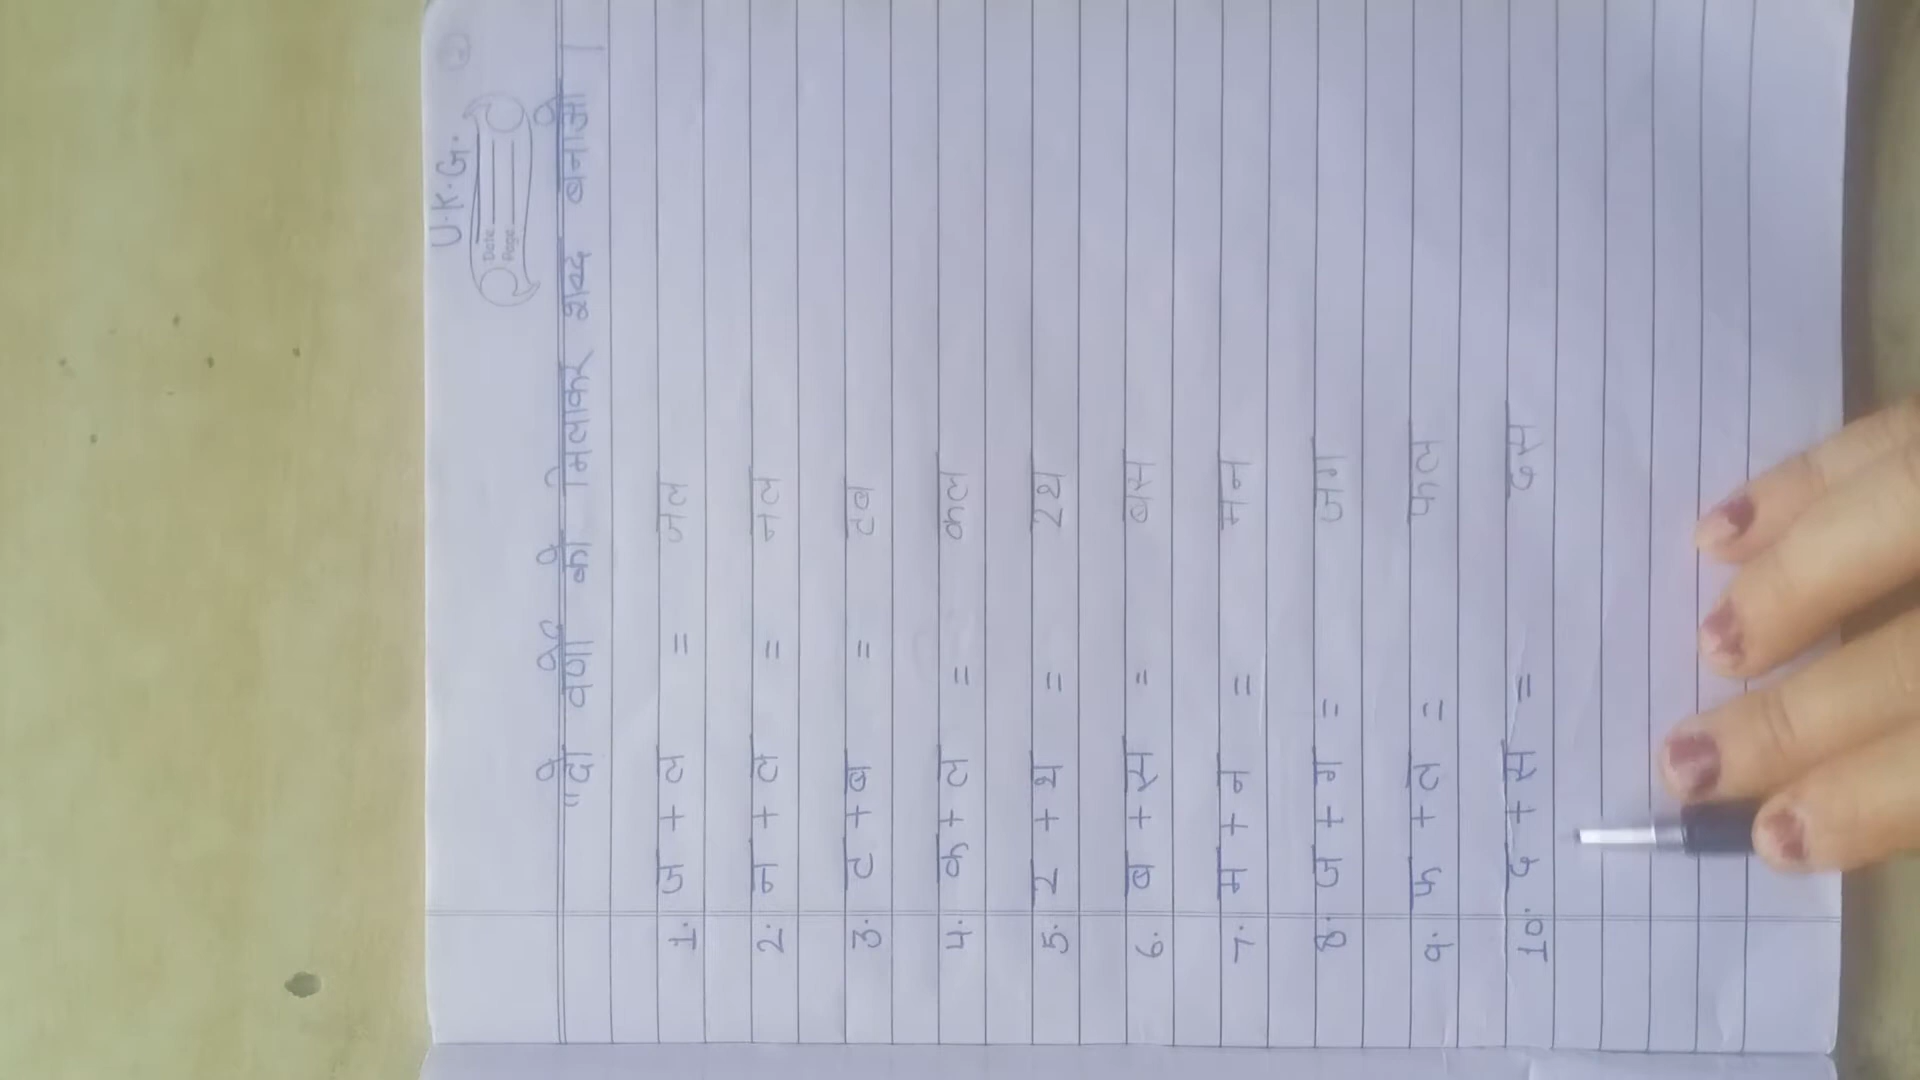 U.K.G.
Date
Page
"दो वर्णों को मिलाकर शब्द बनाओ |
1. ज + ल = जल
2. न + ल = नल
3. ट + ब = टब
4. क + ल = कल
5. र + थ = रथ
6. ब + स = बस
7. म + न = मन
8. ज + ग = जग
9. फ + ल = फल
10. द + स = दस